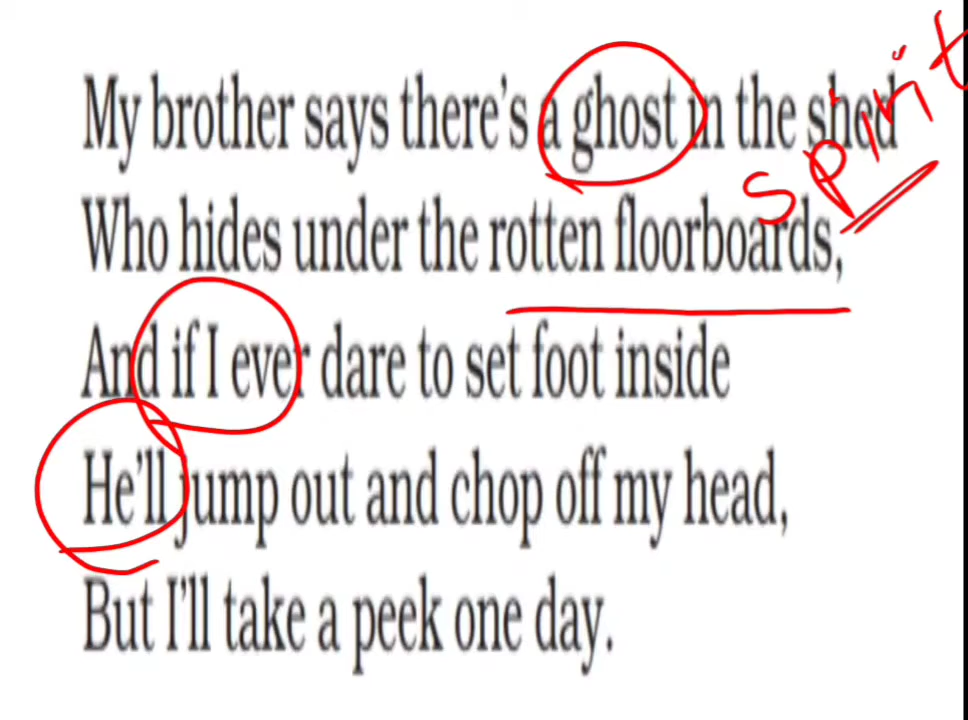 My brother says there's a ghost in the shed
spirit
Who hides under the rotten floorboards,
And if I ever dare to set foot inside
He'll jump out and chop off my head,
But I'll take a peek one day.